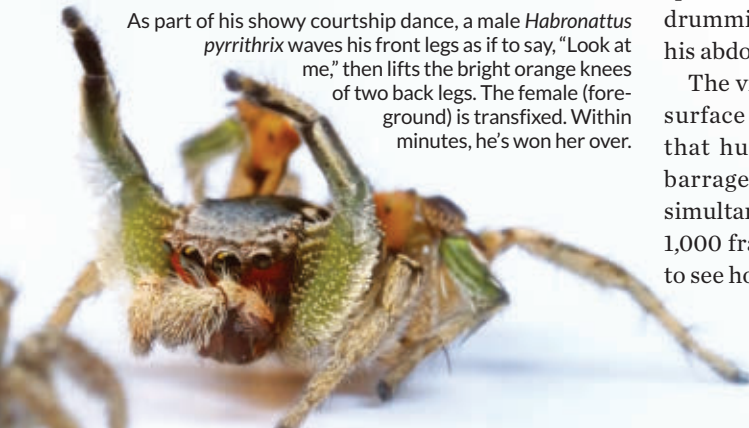 As part of his showy courtship dance, a male Habronattus
pyrrithrix waves his front legs as if to say, “Look at
me,” then lifts the bright orange knees
of two back legs. The female (fore-
ground) is transfixed. Within
minutes, he’s won her over.
his abdo
The vi
surface
that hu
barrage
simultan
1,000 fra
to see ho